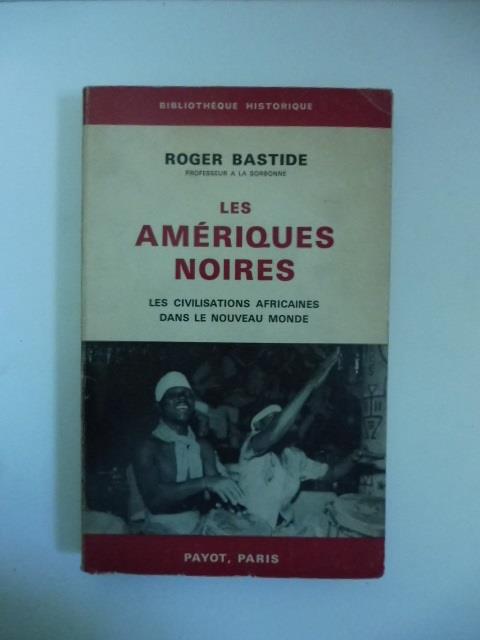 BIBLIOTHÈQUE HISTORIQUE
ROGER BASTIDE
PROFESSEUR A LA SORBONNE
LES
AMÉRIQUES
NOIRES
LES CIVILISATIONS AFRICAINES
DANS LE NOUVEAU MONDE
PAYOT, PARIS